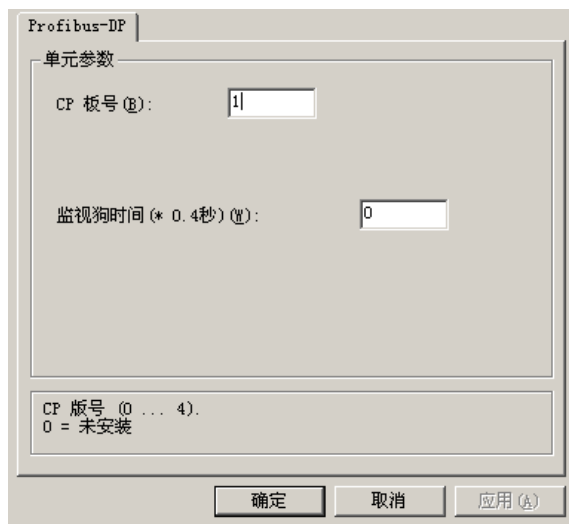 Profibus-DP
单元参数
CP 板号(B): 1
监视狗时间(* 0.4秒)(W): 0
CP 版号 (0 ... 4).
0 = 未安装
确定 取消 应用(A)